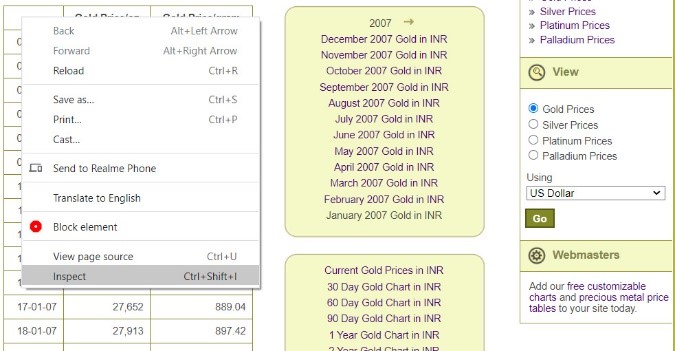 Gold Price/oz Gold Price/gram
Back Alt+Left Arrow
Forward Alt+Right Arrow
Reload Ctrl+R
Save as... Ctrl+S
Print... Ctrl+P
Cast...
Send to Realme Phone
Translate to English
Block element
View page source Ctrl+U
Inspect Ctrl+Shift+I
17-01-07 27,652 889.04
18-01-07 27,913 897.42
2007 →
December 2007 Gold in INR
November 2007 Gold in INR
October 2007 Gold in INR
September 2007 Gold in INR
August 2007 Gold in INR
July 2007 Gold in INR
June 2007 Gold in INR
May 2007 Gold in INR
April 2007 Gold in INR
March 2007 Gold in INR
February 2007 Gold in INR
January 2007 Gold in INR
Current Gold Prices in INR
30 Day Gold Chart in INR
60 Day Gold Chart in INR
90 Day Gold Chart in INR
1 Year Gold Chart in INR
2 Year Gold Chart in INR
» Gold Prices
» Silver Prices
» Platinum Prices
» Palladium Prices
View
Gold Prices
Silver Prices
Platinum Prices
Palladium Prices
Using
US Dollar
Go
Webmasters
Add our free customizable
charts and precious metal price
tables to your site today.